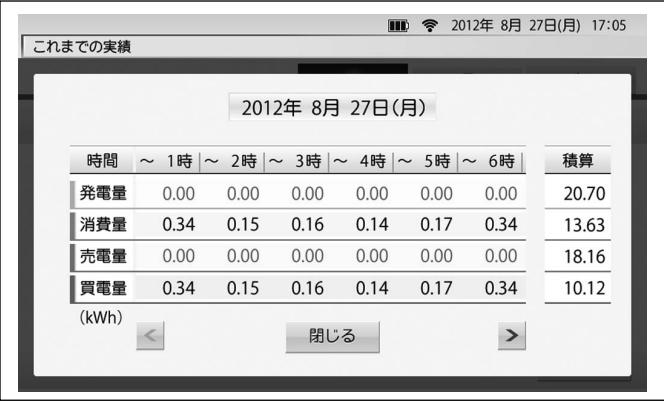 2012年 8月 27日(月) 17:05
これまでの実績
2012年 8月 27日(月)
時間 ～ 1時 ～ 2時 ～ 3時 ～ 4時 ～ 5時 ～ 6時 積算
発電量 0.00 0.00 0.00 0.00 0.00 0.00 20.70
消費量 0.34 0.15 0.16 0.14 0.17 0.34 13.63
売電量 0.00 0.00 0.00 0.00 0.00 0.00 18.16
買電量 0.34 0.15 0.16 0.14 0.17 0.34 10.12
(kWh)
< 閉じる >